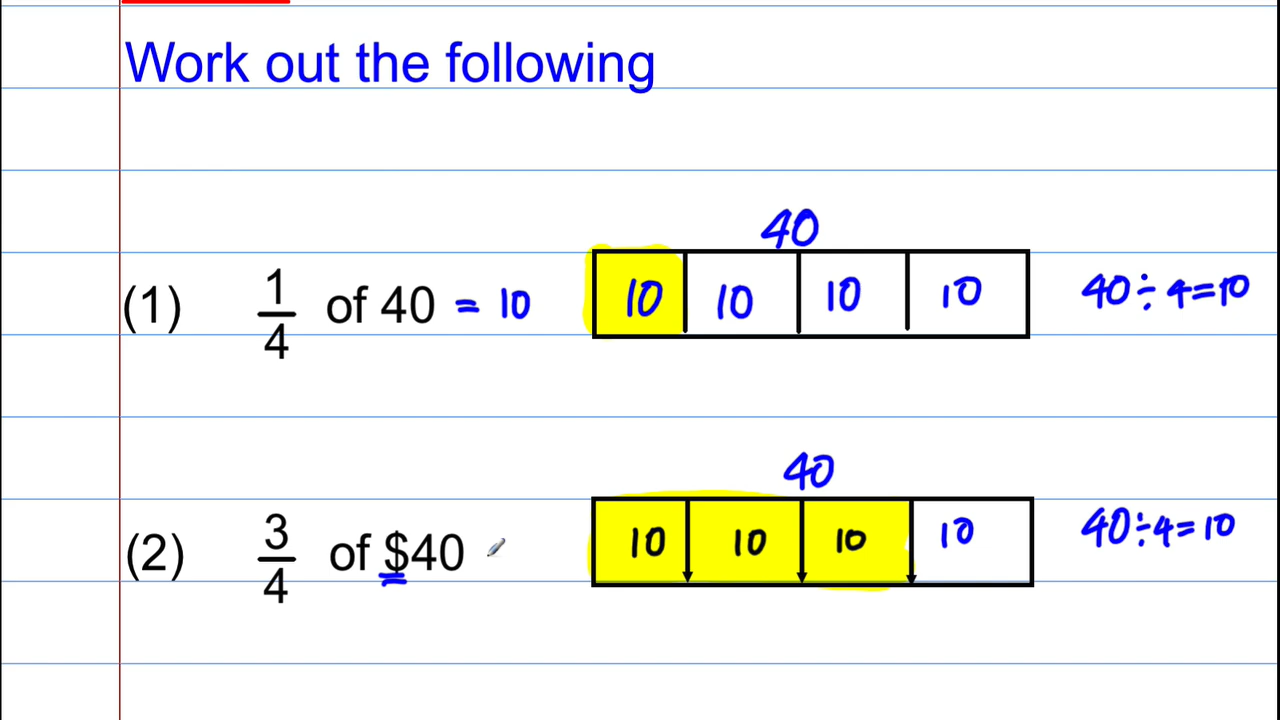 Work out the following
40
(1) 1/4 of 40 = 10 10 10 10 10 40÷4=10
40
(2) 3/4 of $40 10 10 10 10 40÷4=10